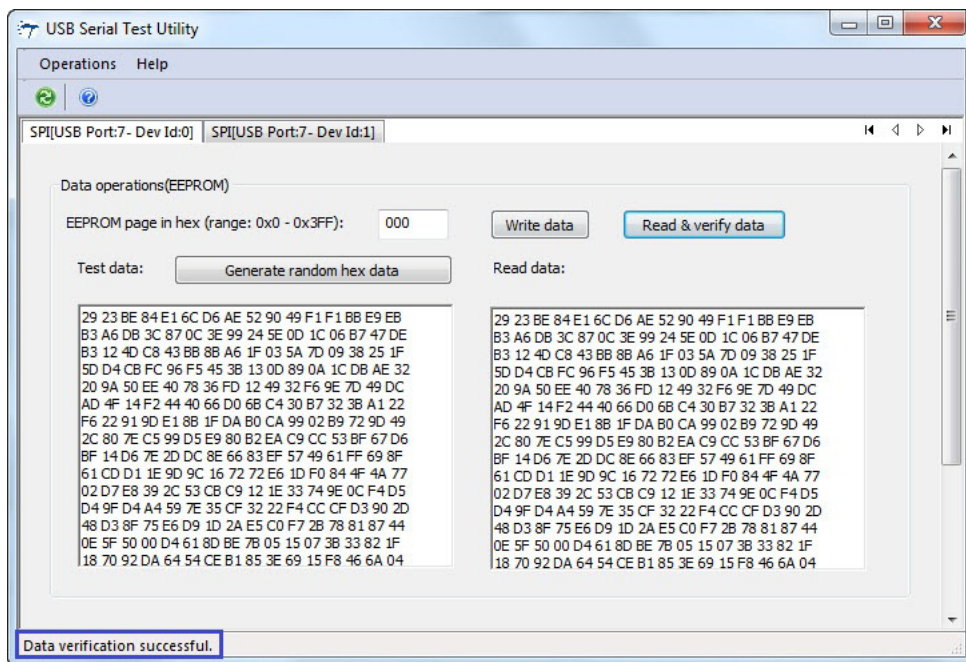 USB Serial Test Utility
Operations Help
SPI[USB Port:7- Dev Id:0] SPI[USB Port:7- Dev Id:1]
Data operations(EEPROM)
EEPROM page in hex (range: 0x0 - 0x3FF): 000 Write data Read & verify data
Test data: Generate random hex data Read data:
29 23 BE 84 E1 6C D6 AE 52 90 49 F1 F1 BB E9 EB
B3 A6 DB 3C 87 0C 3E 99 24 5E 0D 1C 06 B7 47 DE
B3 12 4D C8 43 BB 8B A6 1F 03 5A 7D 09 38 25 1F
5D D4 CB FC 96 F5 45 3B 13 0D 89 0A 1C DB AE 32
20 9A 50 EE 40 78 36 FD 12 49 32 F6 9E 7D 49 DC
AD 4F 14 F2 44 40 66 D0 6B C4 30 B7 32 3B A1 22
F6 22 91 9D E1 8B 1F DA B0 CA 99 02 B9 72 9D 49
2C 80 7E C5 99 D5 E9 80 B2 EA C9 CC 53 BF 67 D6
BF 14 D6 7E 2D DC 8E 66 83 EF 57 49 61 FF 69 8F
61 CD D1 1E 9D 9C 16 72 72 E6 1D F0 84 4F 4A 77
02 D7 E8 39 2C 53 CB C9 12 1E 33 74 9E 0C F4 D5
D4 9F D4 A4 59 7E 35 CF 32 22 F4 CC CF D3 90 2D
48 D3 8F 75 E6 D9 1D 2A E5 C0 F7 2B 78 81 87 44
0E 5F 50 00 D4 61 8D BE 7B 05 15 07 3B 33 82 1F
18 70 92 DA 64 54 CE B1 85 3E 69 15 F8 46 6A 04
29 23 BE 84 E1 6C D6 AE 52 90 49 F1 F1 BB E9 EB
B3 A6 DB 3C 87 0C 3E 99 24 5E 0D 1C 06 B7 47 DE
B3 12 4D C8 43 BB 8B A6 1F 03 5A 7D 09 38 25 1F
5D D4 CB FC 96 F5 45 3B 13 0D 89 0A 1C DB AE 32
20 9A 50 EE 40 78 36 FD 12 49 32 F6 9E 7D 49 DC
AD 4F 14 F2 44 40 66 D0 6B C4 30 B7 32 3B A1 22
F6 22 91 9D E1 8B 1F DA B0 CA 99 02 B9 72 9D 49
2C 80 7E C5 99 D5 E9 80 B2 EA C9 CC 53 BF 67 D6
BF 14 D6 7E 2D DC 8E 66 83 EF 57 49 61 FF 69 8F
61 CD D1 1E 9D 9C 16 72 72 E6 1D F0 84 4F 4A 77
02 D7 E8 39 2C 53 CB C9 12 1E 33 74 9E 0C F4 D5
D4 9F D4 A4 59 7E 35 CF 32 22 F4 CC CF D3 90 2D
48 D3 8F 75 E6 D9 1D 2A E5 C0 F7 2B 78 81 87 44
0E 5F 50 00 D4 61 8D BE 7B 05 15 07 3B 33 82 1F
18 70 92 DA 64 54 CE B1 85 3E 69 15 F8 46 6A 04
Data verification successful.